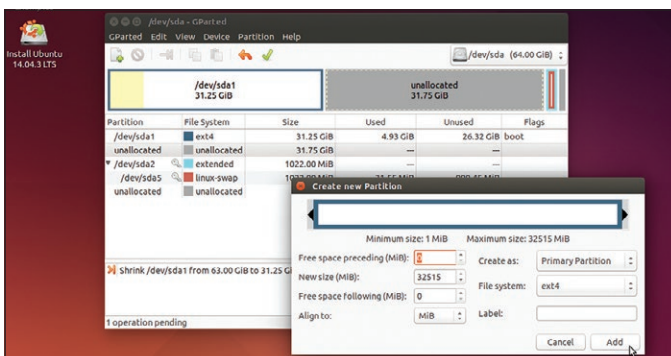 /dev/sda - GParted
GParted Edit View Device Partition Help
Install Ubuntu
14.04.3 LTS
/dev/sda (64.00 GiB)
/dev/sda1
31.25 GiB
unallocated
31.75 GiB
Partition File System Size Used Unused Flags
/dev/sda1 ext4 31.25 GiB 4.93 GiB 26.32 GiB boot
unallocated unallocated 31.75 GiB --- ---
/dev/sda2 extended 1022.00 MiB --- ---
/dev/sda5 linux-swap
unallocated unallocated
Create new Partition
Minimum size: 1 MiB Maximum size: 32515 MiB
Free space preceding (MiB): 0 Create as: Primary Partition
New size (MiB): 32515 File system: ext4
Free space following (MiB): 0 Label:
Align to: MiB
Cancel Add
Shrink /dev/sda1 from 63.00 GiB to 31.25 G
1 operation pending